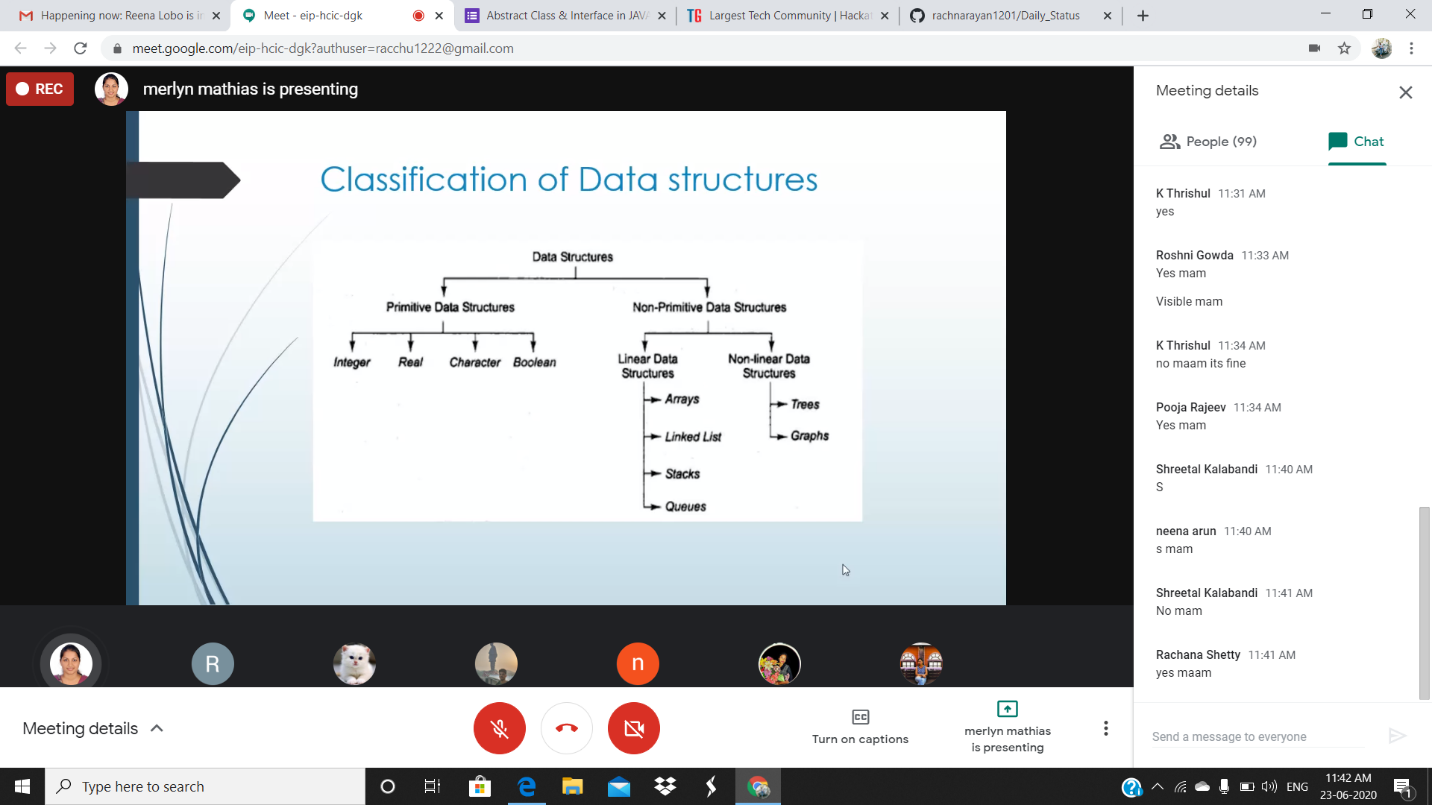 Happening now: Reena Lobo is in
Meet - eip-hcic-dgk
Abstract Class & Interface in JAVA
Largest Tech Community | Hacka
rachnarayan1201/Daily_Status
meet.google.com/eip-hcic-dgk?authuser=racchu1222@gmail.com
REC
merlyn mathias is presenting
Classification of Data structures
Data Structures
Primitive Data Structures
Non-Primitive Data Structures
Integer Real Character Boolean
Linear Data Structures
Non-linear Data Structures
Arrays
Linked List
Stacks
Queues
Trees
Graphs
R
n
Meeting details
Turn on captions
merlyn mathias
is presenting
Meeting details
People (99)
Chat
K Thrishul 11:31 AM
yes
Roshni Gowda 11:33 AM
Yes mam
Visible mam
K Thrishul 11:34 AM
no maam its fine
Pooja Rajeev 11:34 AM
Yes mam
Shreetal Kalabandi 11:40 AM
S
neena arun 11:40 AM
s mam
Shreetal Kalabandi 11:41 AM
No mam
Rachana Shetty 11:41 AM
yes maam
Send a message to everyone
Type here to search
ENG
11:42 AM
23-06-2020
1